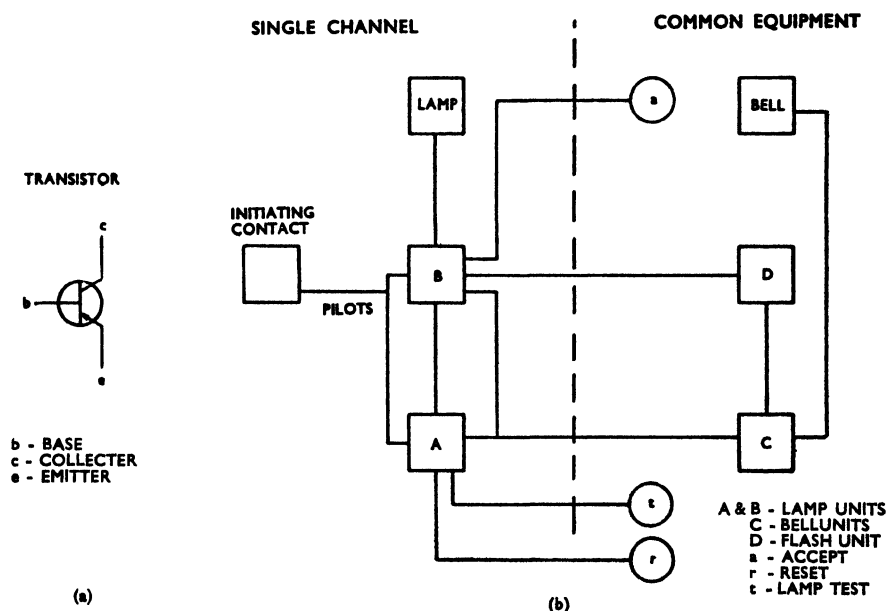 SINGLE CHANNEL
COMMON EQUIPMENT
LAMP
a
BELL
TRANSISTOR
c
b
e
INITIATING
CONTACT
PILOTS
B
D
A
C
t
r
b - BASE
c - COLLECTER
e - EMITTER
A & B - LAMP UNITS
C - BELLUNITS
D - FLASH UNIT
a - ACCEPT
r - RESET
t - LAMP TEST
(a)
(b)